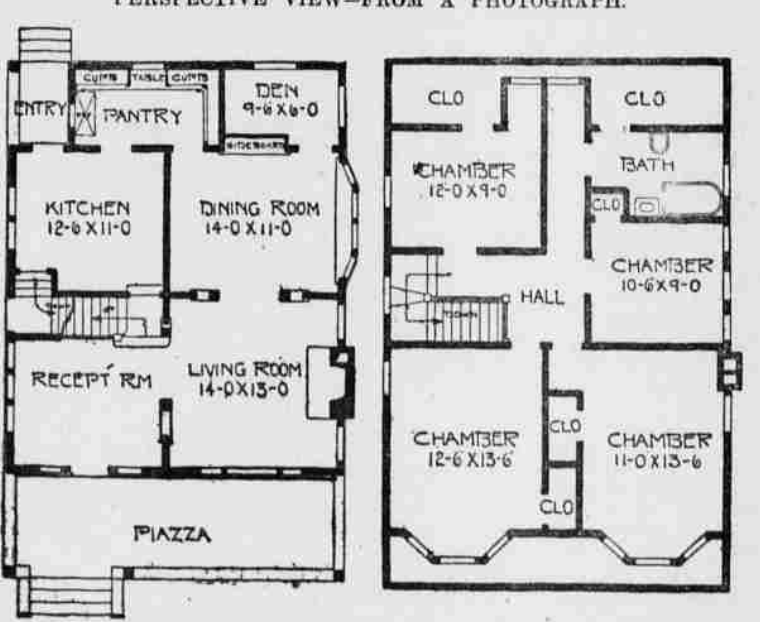 PERSPECTIVE VIEW—FROM A PHOTOGRAPH.
CUPB TABLE CUPB
ENTRY
PANTRY
DEN
9-6 X 6-0
SIDEBOARD
KITCHEN
12-6 X 11-0
DINING ROOM
14-0 X 11-0
RECEPT RM
LIVING ROOM
14-0 X 13-0
PIAZZA
CLO
CLO
CHAMBER
12-0 X 9-0
BATH
CLO
CHAMBER
10-6 X 9-0
HALL
DOWN
CLO
CHAMBER
12-6 X 13-6
CHAMBER
11-0 X 13-6
CLO